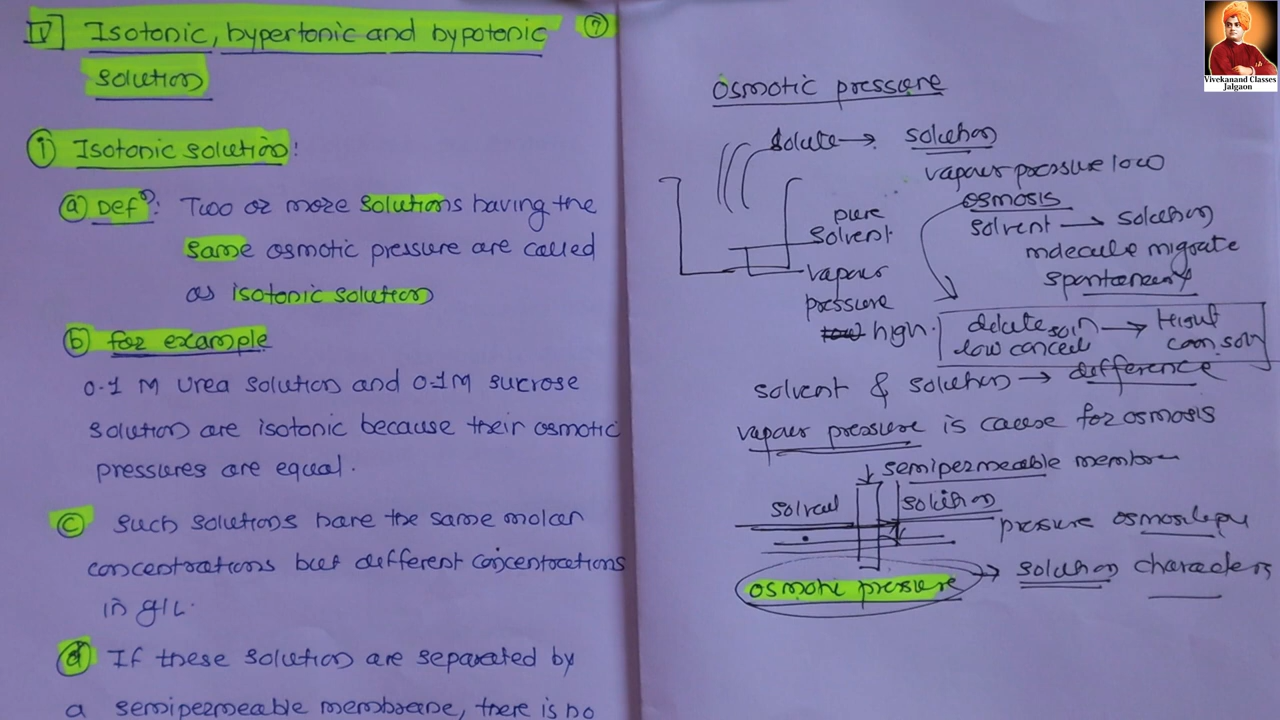 IV] Isotonic, hypertonic and hypotonic
solution
7
i) Isotonic solution:
a) Defn: Two or more solutions having the
same osmotic pressure are called
as isotonic solution
b) for example
0.1 M urea solution and 0.1M sucrose
solution are isotonic because their osmotic
pressures are equal.
c) such solutions have the same molar
concentrations but different concentrations
in g/L.
d) If these solution are separated by
a semipermeable membrane, there is no
osmotic pressure
solute → solution
vapour pressure low
osmosis
solvent → solution
molecule migrate
pure
solvent
vapour
pressure
low high.
dilute soln →
low conc
solvent & solution → difference
vapour pressure is cause for osmosis
↓ semipermeable membrane
solvent solution
pressure
osmotic pressure → solution characters
Vivekanand Classes
Jalgaon